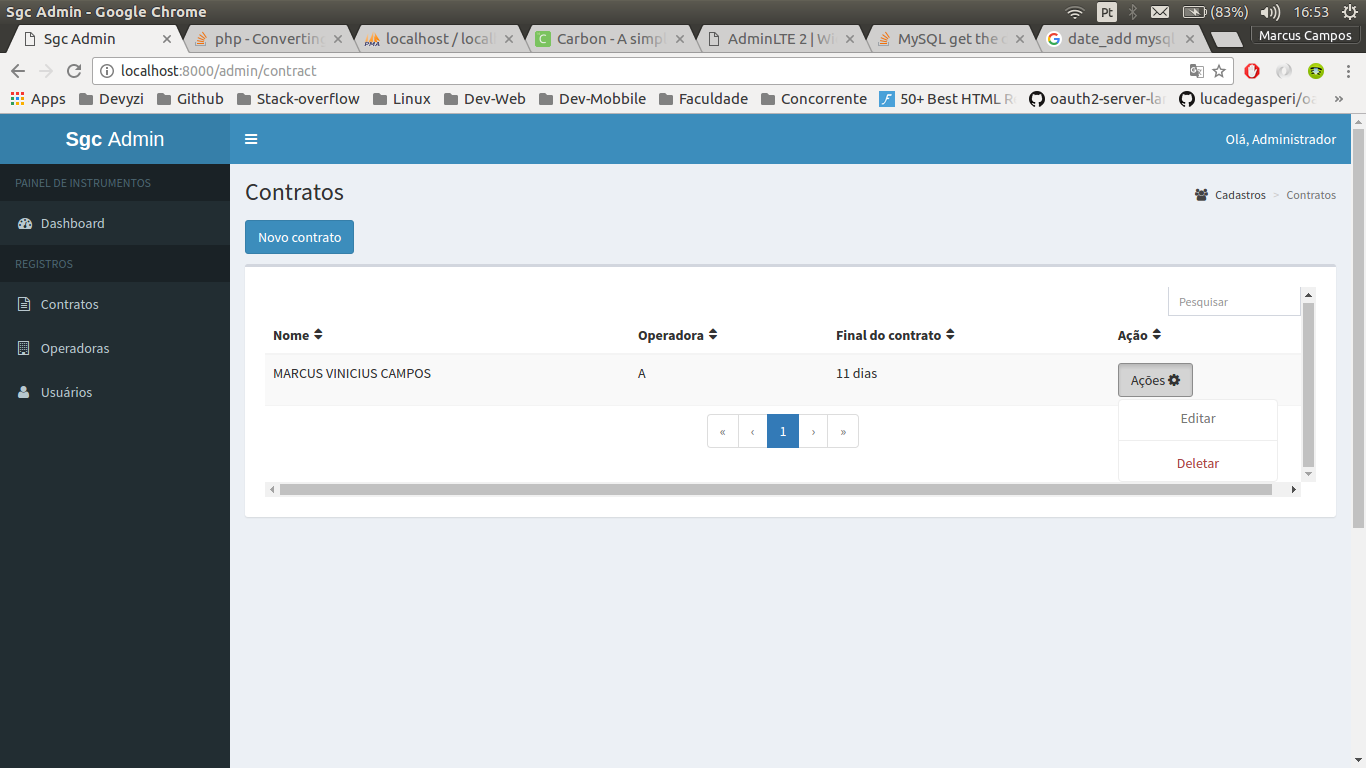 Sgc Admin - Google Chrome
Pt (83%) 16:53
Sgc Admin php - Converting localhost / local Carbon - A simpl AdminLTE 2 | MySQL get the date_add mysql Marcus Campos
localhost:8000/admin/contract
Apps Devyzi Github Stack-overflow Linux Dev-Web Dev-Mobbile Faculdade Concorrente 50+ Best HTML oauth2-server-la lucadegasperi/oa »
Sgc Admin
Olá, Administrador
PAINEL DE INSTRUMENTOS
Dashboard
REGISTROS
Contratos
Operadoras
Usuários
Contratos
Cadastros > Contratos
Novo contrato
Pesquisar
Nome Operadora Final do contrato Ação
MARCUS VINICIUS CAMPOS A 11 dias Ações
Editar
Deletar
« ‹ 1 › »